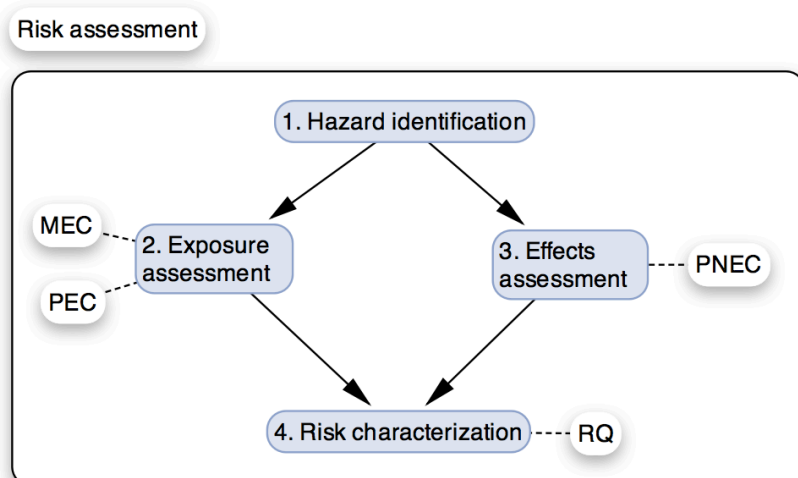 Risk assessment
1. Hazard identification
MEC
2. Exposure
assessment
PEC
3. Effects
assessment
PNEC
4. Risk characterization
RQ